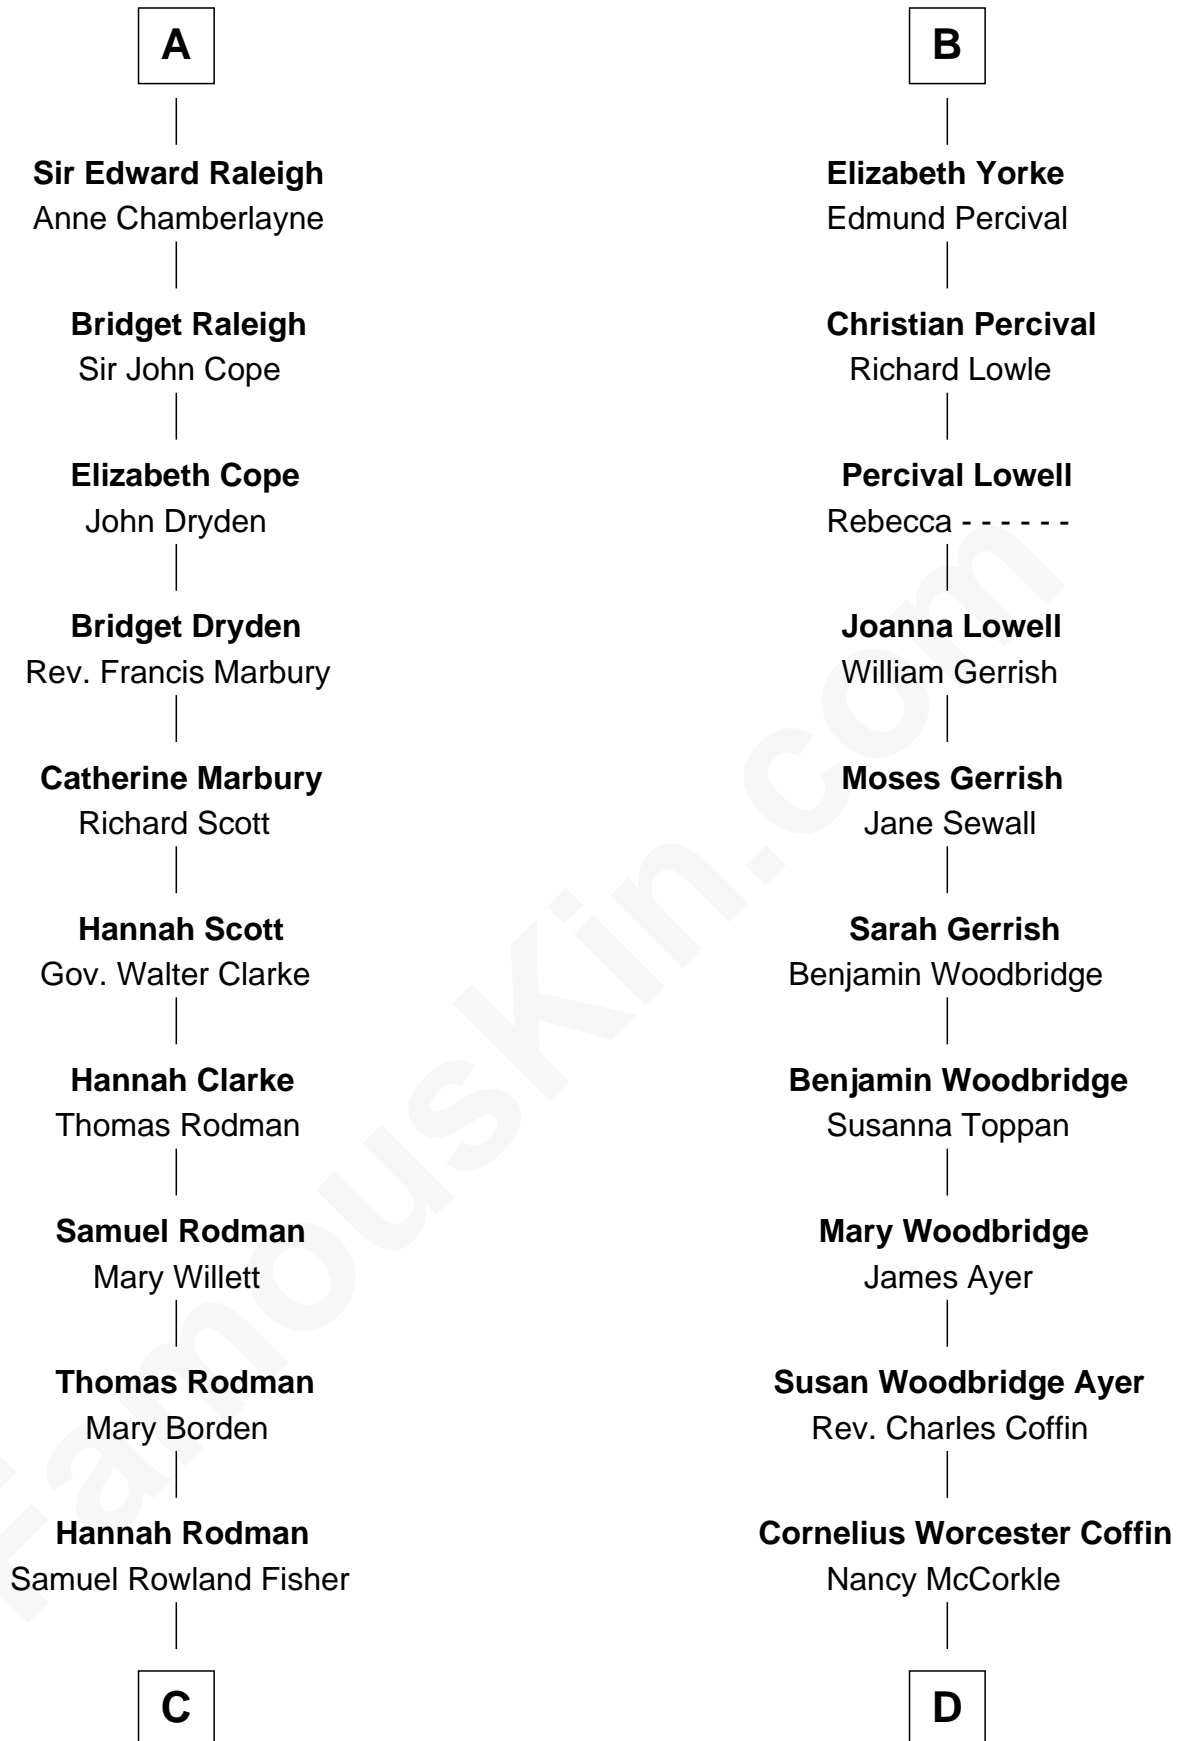 A
Sir Edward Raleigh
Anne Chamberlayne
Bridget Raleigh
Sir John Cope
Elizabeth Cope
John Dryden
Bridget Dryden
Rev. Francis Marbury
Catherine Marbury
Richard Scott
Hannah Scott
Gov. Walter Clarke
Hannah Clarke
Thomas Rodman
Samuel Rodman
Mary Willett
Thomas Rodman
Mary Borden
Hannah Rodman
Samuel Rowland Fisher
C
B
Elizabeth Yorke
Edmund Percival
Christian Percival
Richard Lowle
Percival Lowell
Rebecca - - - - - -
Joanna Lowell
William Gerrish
Moses Gerrish
Jane Sewall
Sarah Gerrish
Benjamin Woodbridge
Benjamin Woodbridge
Susanna Toppan
Mary Woodbridge
James Ayer
Susan Woodbridge Ayer
Rev. Charles Coffin
Cornelius Worcester Coffin
Nancy McCorkle
D
FamousKin.com